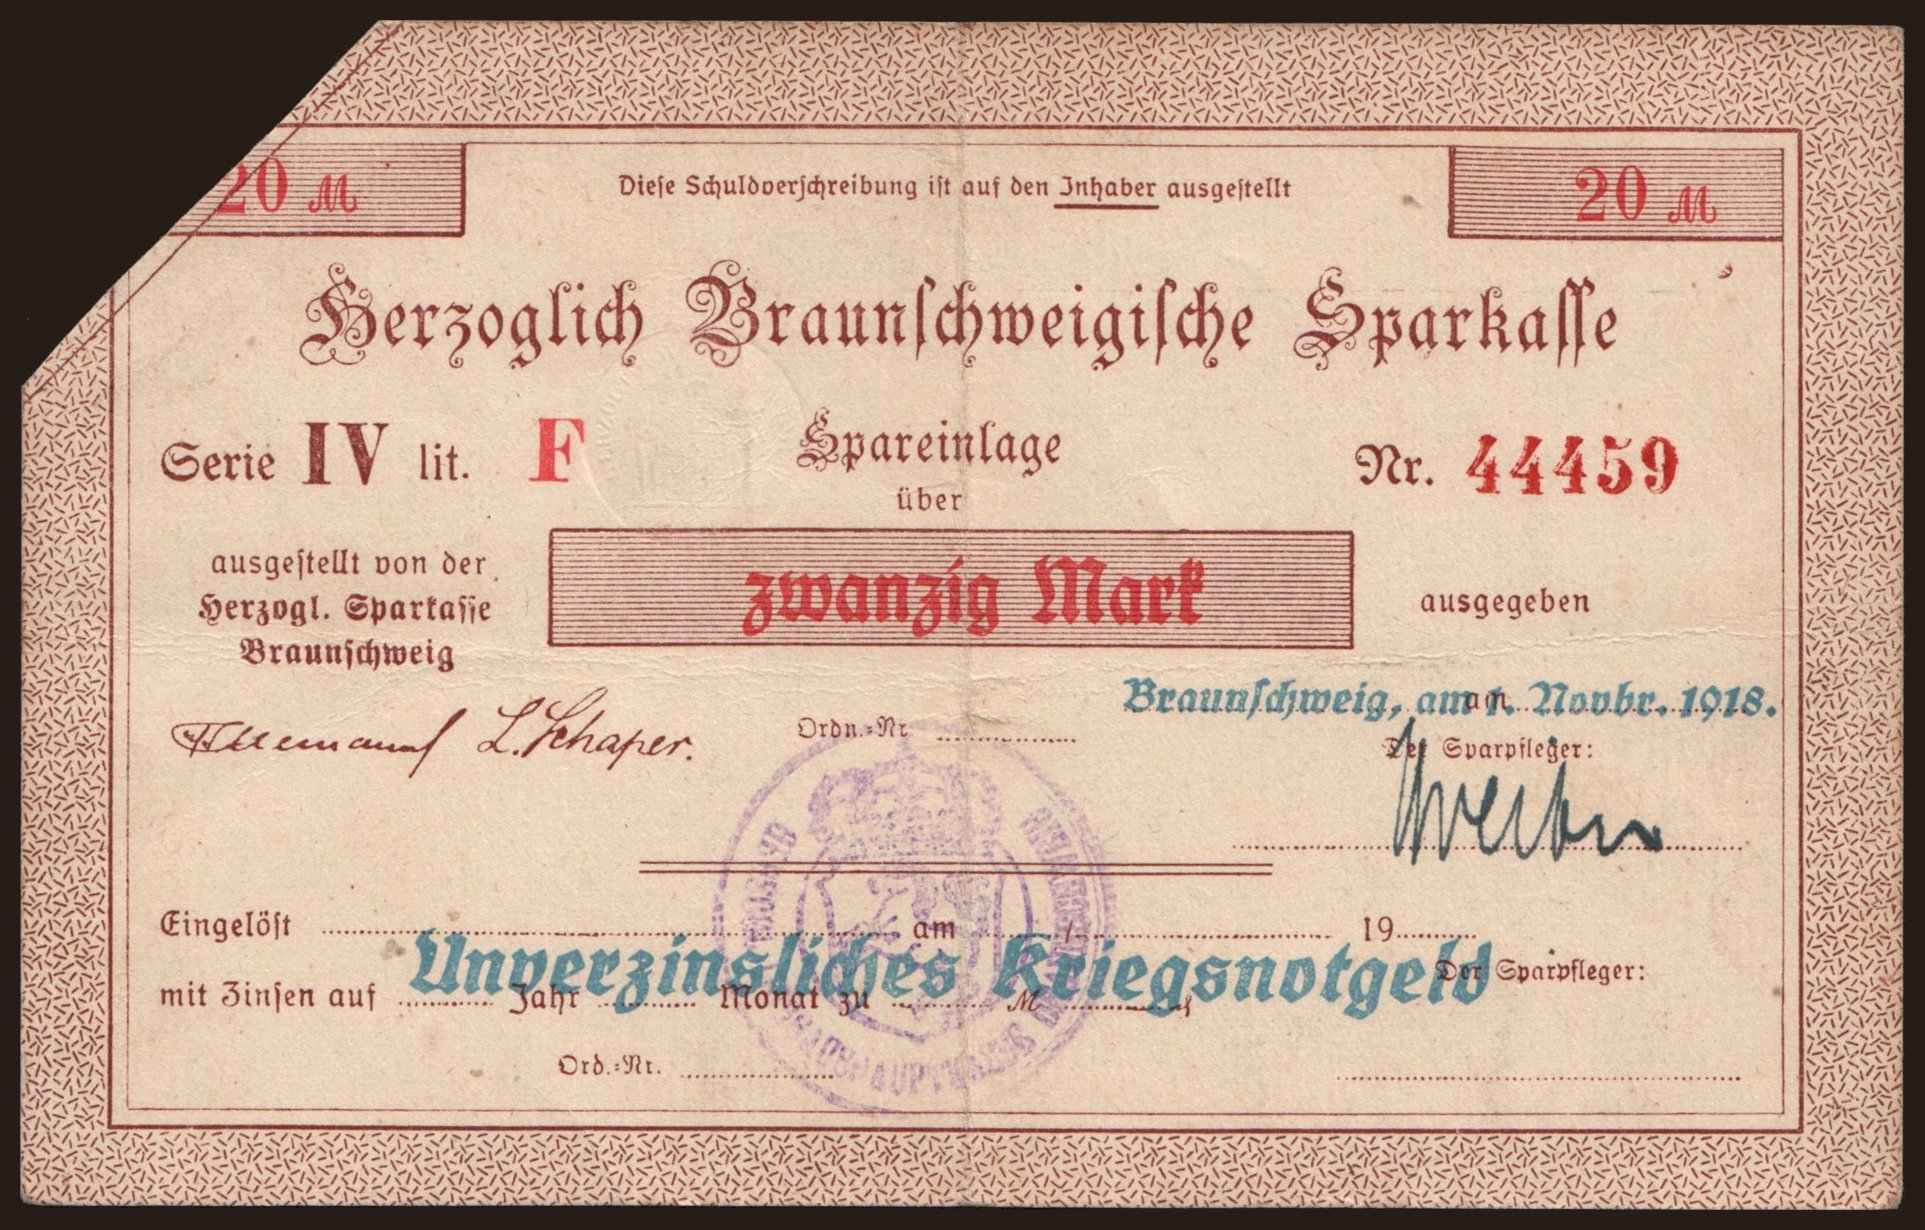 20 M
Diese Schuldverschreibung ist auf den Inhaber ausgestellt
20 M
Herzoglich Braunschweigische Sparkasse
Serie IV lit. F
Spareinlage
Nr. 44459
über
ausgestellt von der
Herzogl. Sparkasse
Braunschweig
zwanzig Mark
ausgegeben
Braunschweig, am 1. Novbr. 1918.
am
L. Schaper.
Ordn.-Nr
Der Sparpfleger:
Eingelöst am 19
Unverzinsliches Kriegsnotgeld
Der Sparpfleger:
mit Zinsen auf Jahr Monat zu M
Ord.-Nr.